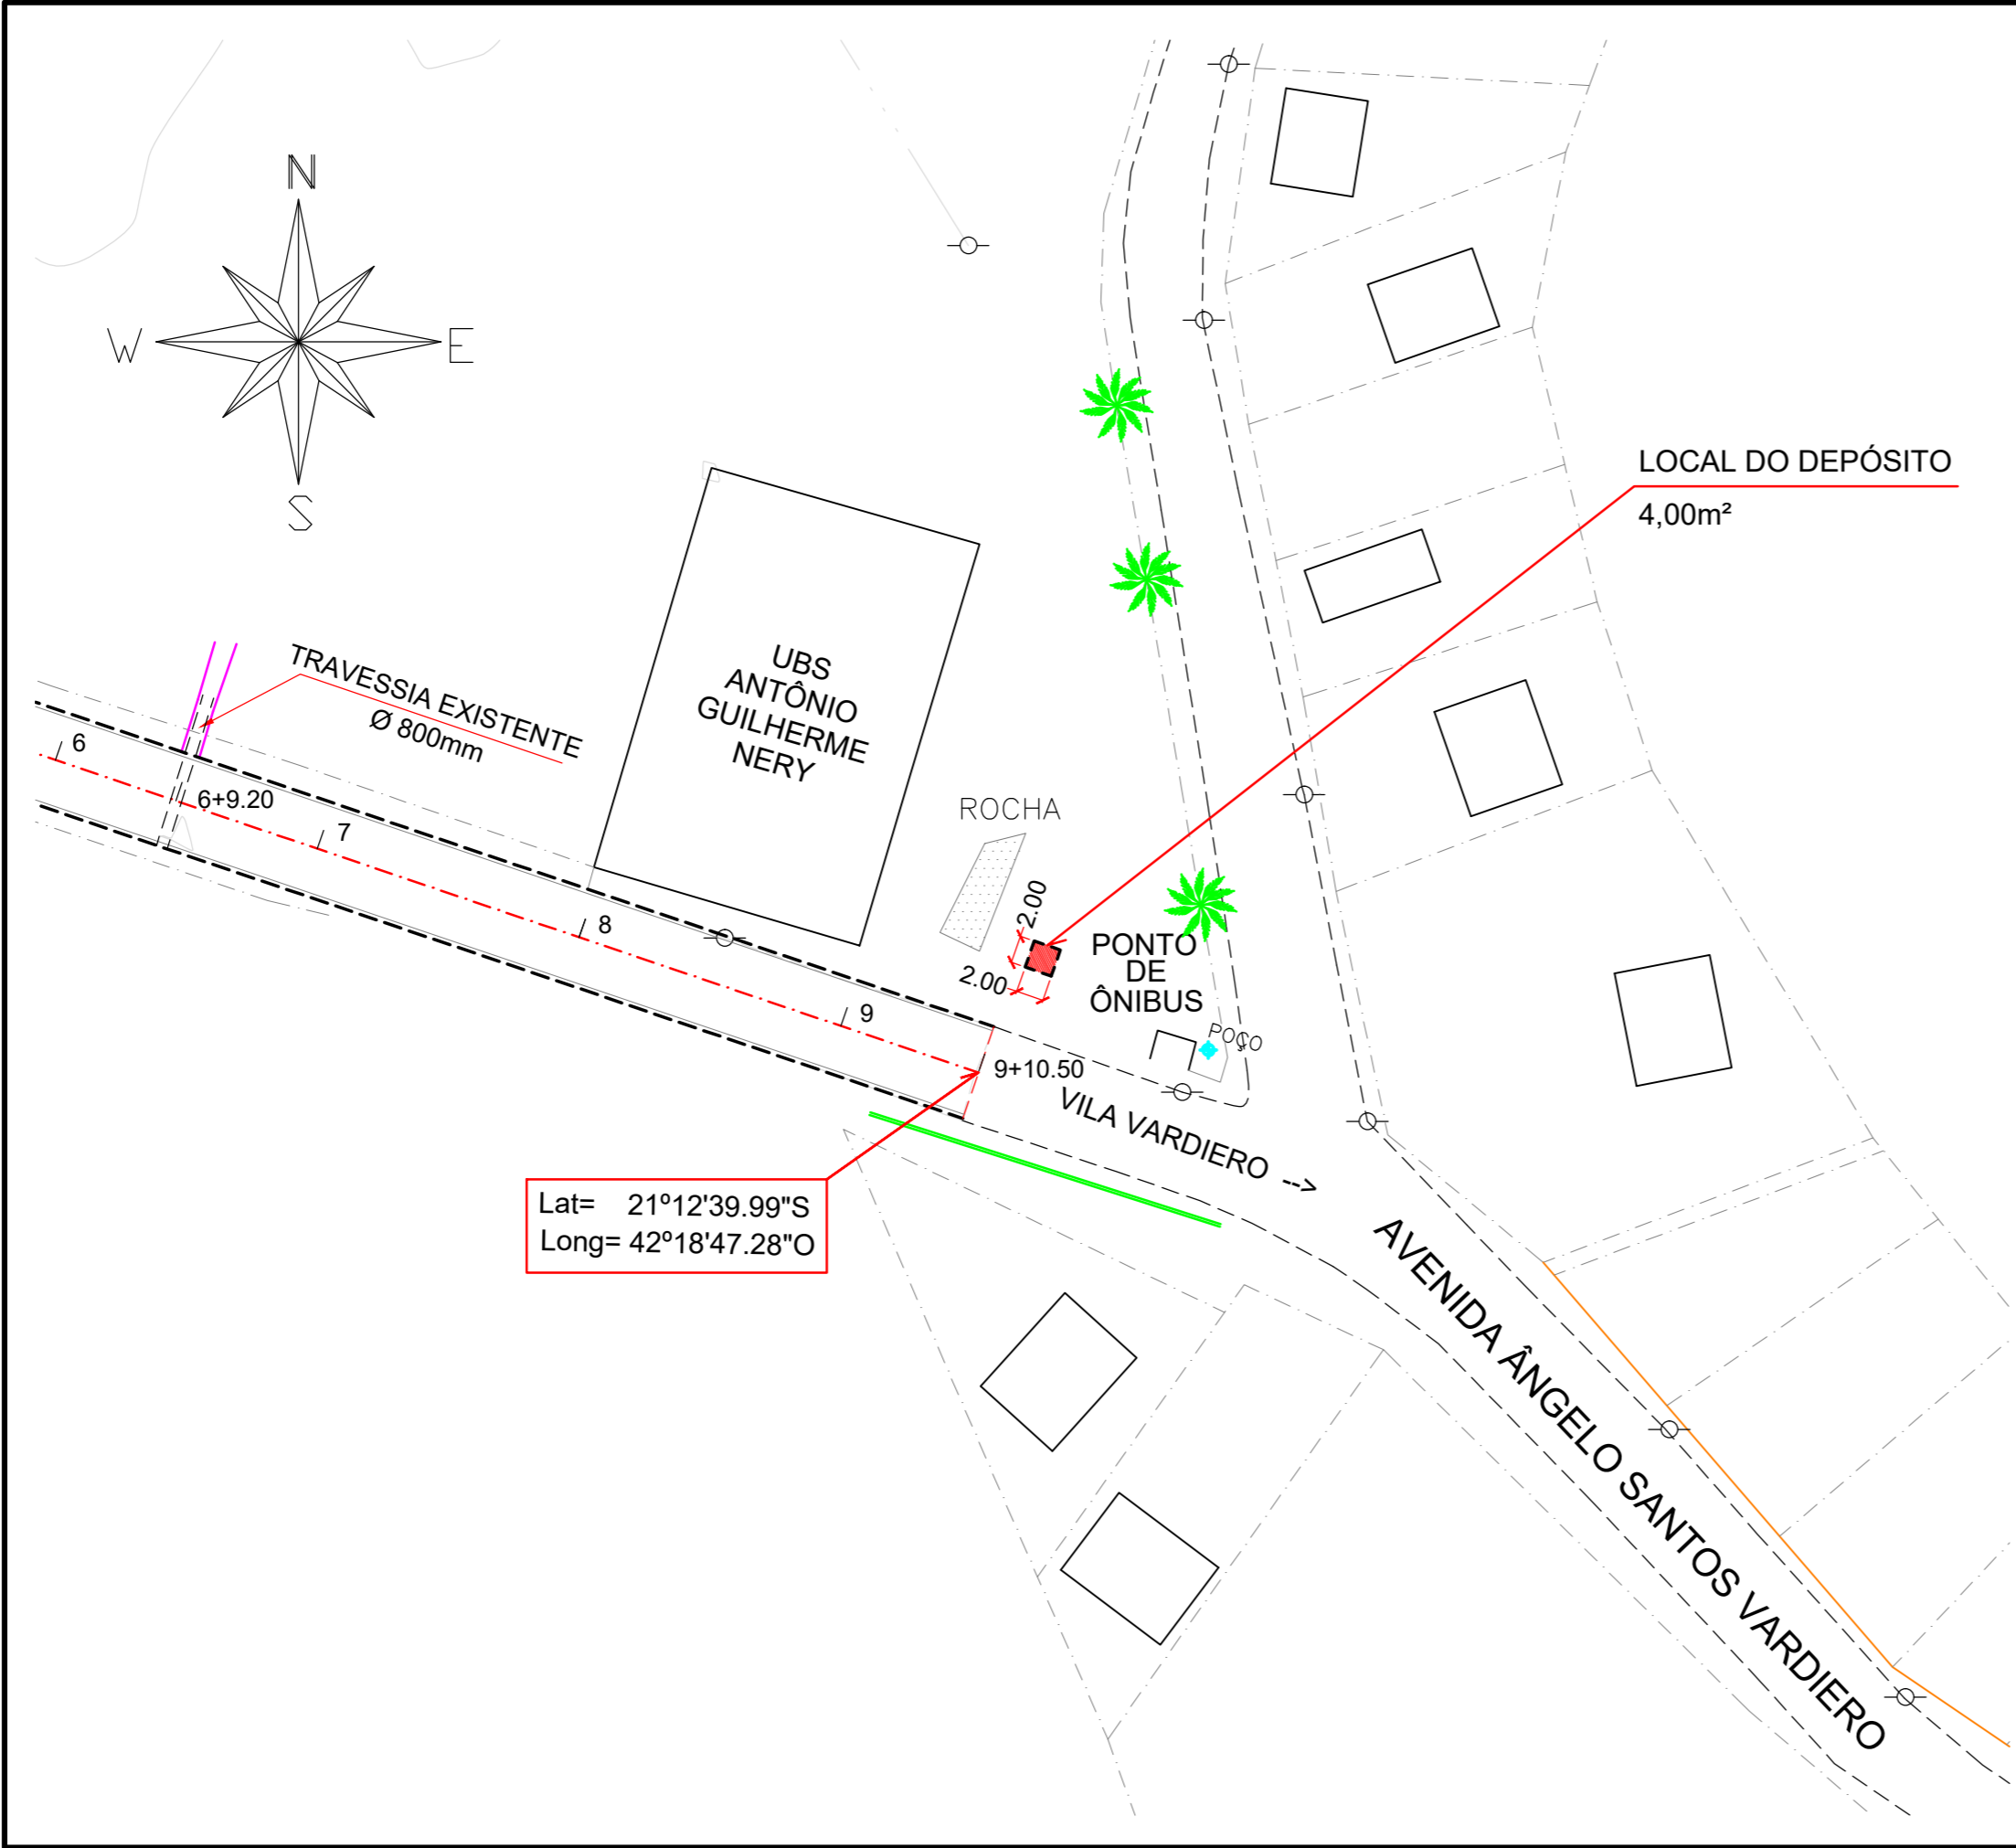 N
W
E
S
LOCAL DO DEPÓSITO
4,00m²
TRAVESSIA EXISTENTE
Ø 800mm
UBS
ANTÔNIO
GUILHERME
NERY
6
6+9.20
7
8
9
ROCHA
2.00
2.00
PONTO
DE
ÔNIBUS
POÇO
9+10.50
VILA VARDIERO -->
Lat= 21º12'39.99"S
Long= 42º18'47.28"O
AVENIDA ÂNGELO SANTOS VARDIERO